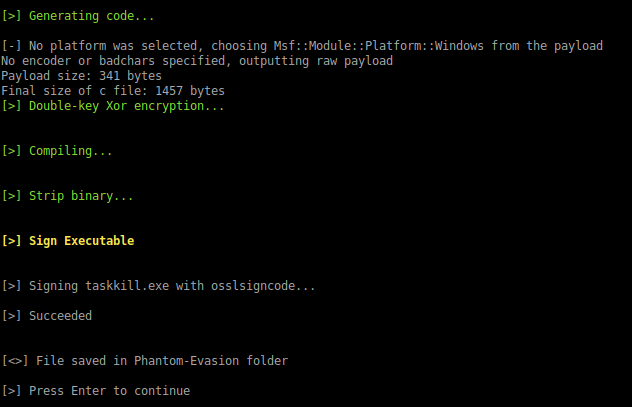 [>] Generating code...
[-] No platform was selected, choosing Msf::Module::Platform::Windows from the payload
No encoder or badchars specified, outputting raw payload
Payload size: 341 bytes
Final size of c file: 1457 bytes
[>] Double-key Xor encryption...
[>] Compiling...
[>] Strip binary...
[>] Sign Executable
[>] Signing taskkill.exe with osslsigncode...
[>] Succeeded
[<>] File saved in Phantom-Evasion folder
[>] Press Enter to continue